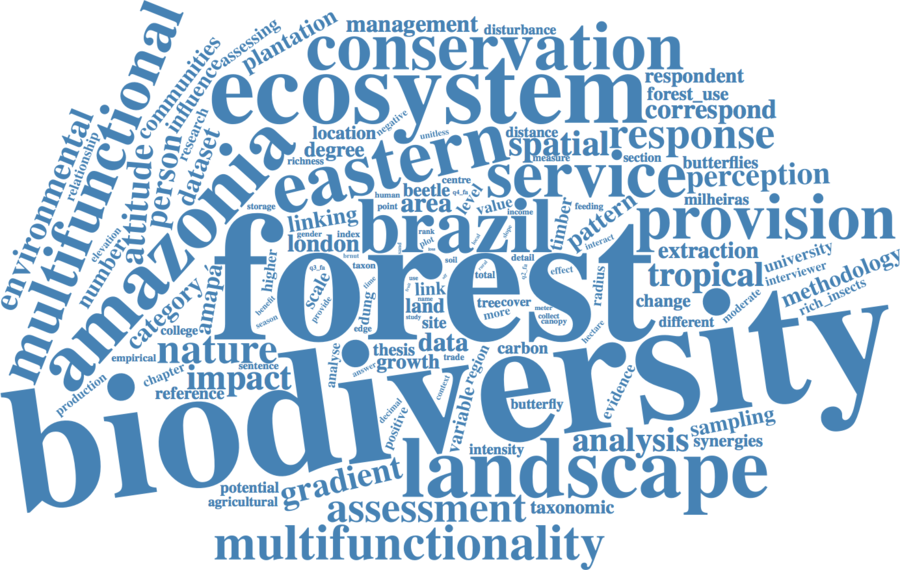 management
disturbance
plantation
assessing
conservation
communities
influence
multifunctional
ecosystem
respondent
forest_use
correspond
environmental
relationship
attitude
person
research
dataset
amazonia
location
negative
unitless
degree
richness
eastern
distance
spatial
measure
response
section
butterflies
service
perception
milheiras
centre
human
beetle
q4_fa
level
storage
point
area
value
income
feeding
timber
pattern
interact
provision
linking
gender
index
london
brazil
rank
plot
elevation
number
category
amapá
higher
forest
extraction
tropical
university
interviewer
methodology
rich_insects
moderate
change
different
radius
effect
detail
total
soil
taxon
q3_fa
scale
provide
benefit
season
dung
time
edge
use
link
name
land
study
site
treecover
more
meter
collect
canopy
hectare
college
empirical
nature
sentence
chapter
impact
reference
production
analyse
answer
thesis
data
growth
trade
region
carbon
biodiversity
context
decimal
positive
variable
butterfly
evidence
intensity
analysis
sampling
synergies
potential
agricultural
gradient
landscape
assessment
taxonomic
multifunctionality